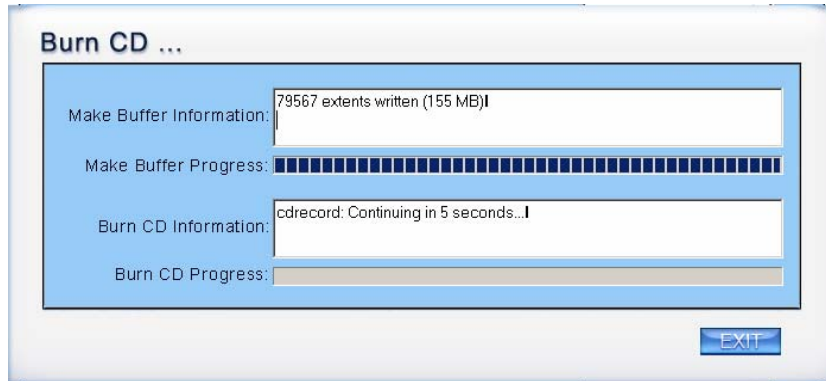 Burn CD ...
Make Buffer Information:
79567 extents written (155 MB)
Make Buffer Progress:
Burn CD Information:
cdrecord: Continuing in 5 seconds...
Burn CD Progress:
EXIT